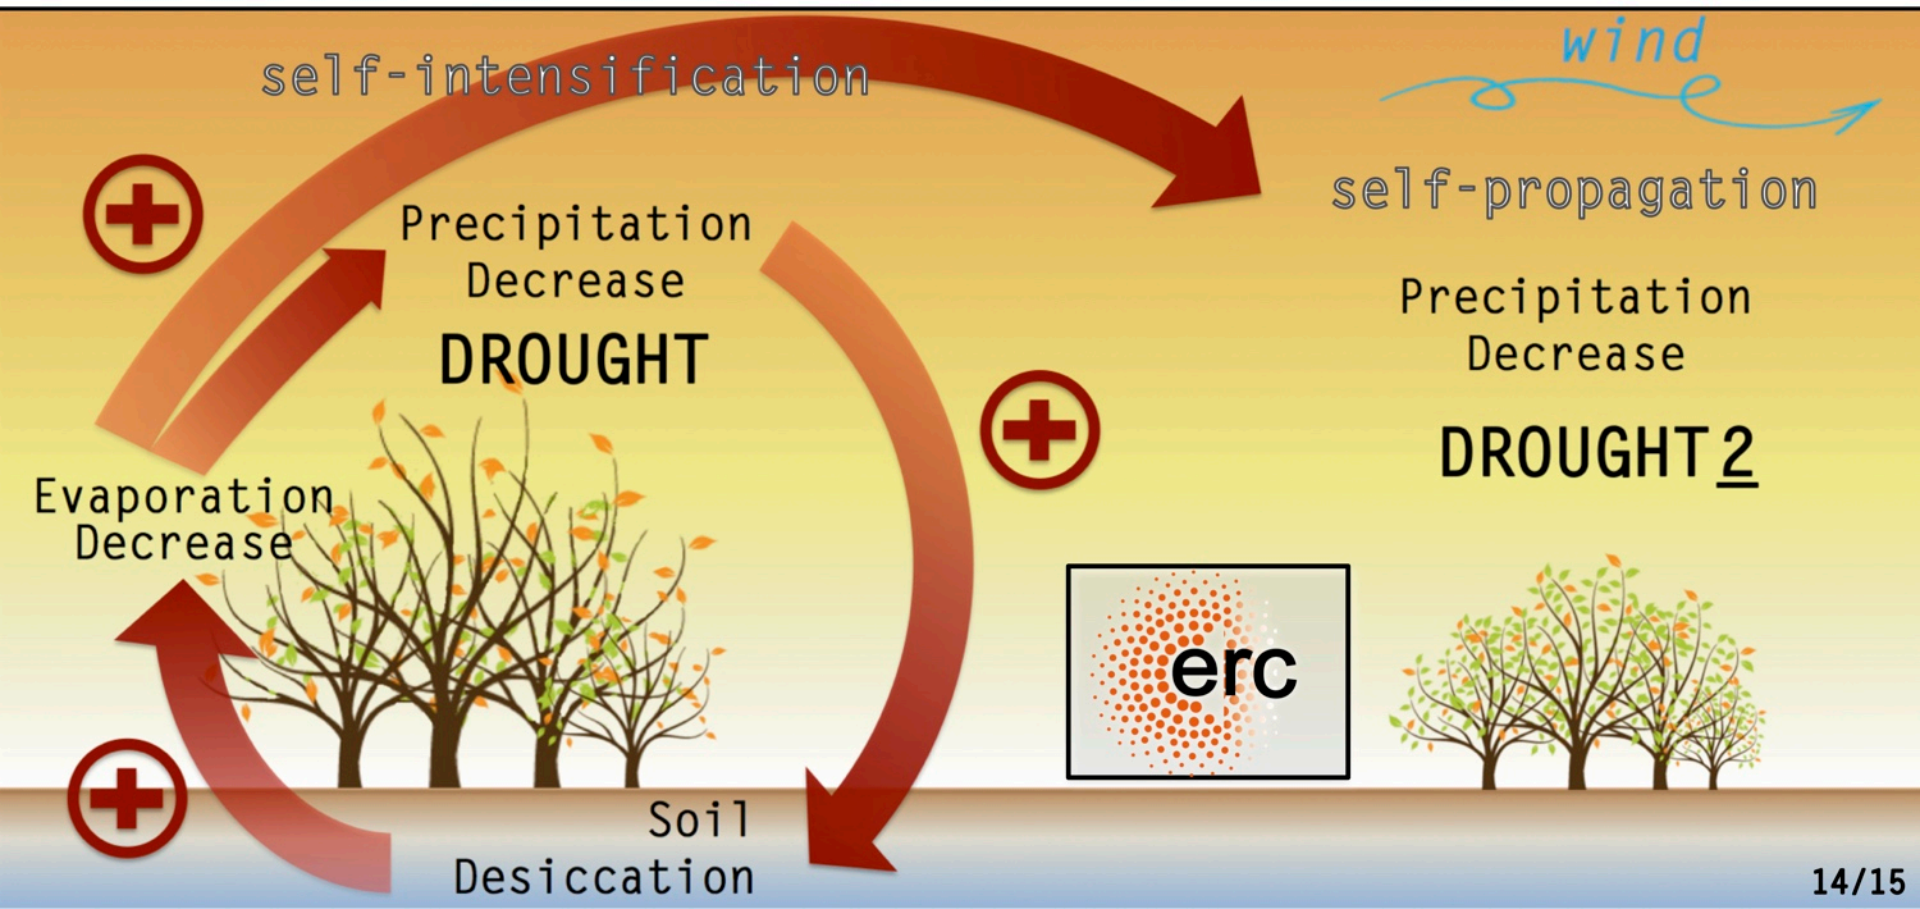 self-intensification
wind
self-propagation
Precipitation
Decrease
DROUGHT
Evaporation
Decrease
Soil
Desiccation
Precipitation
Decrease
DROUGHT 2
erc
14/15